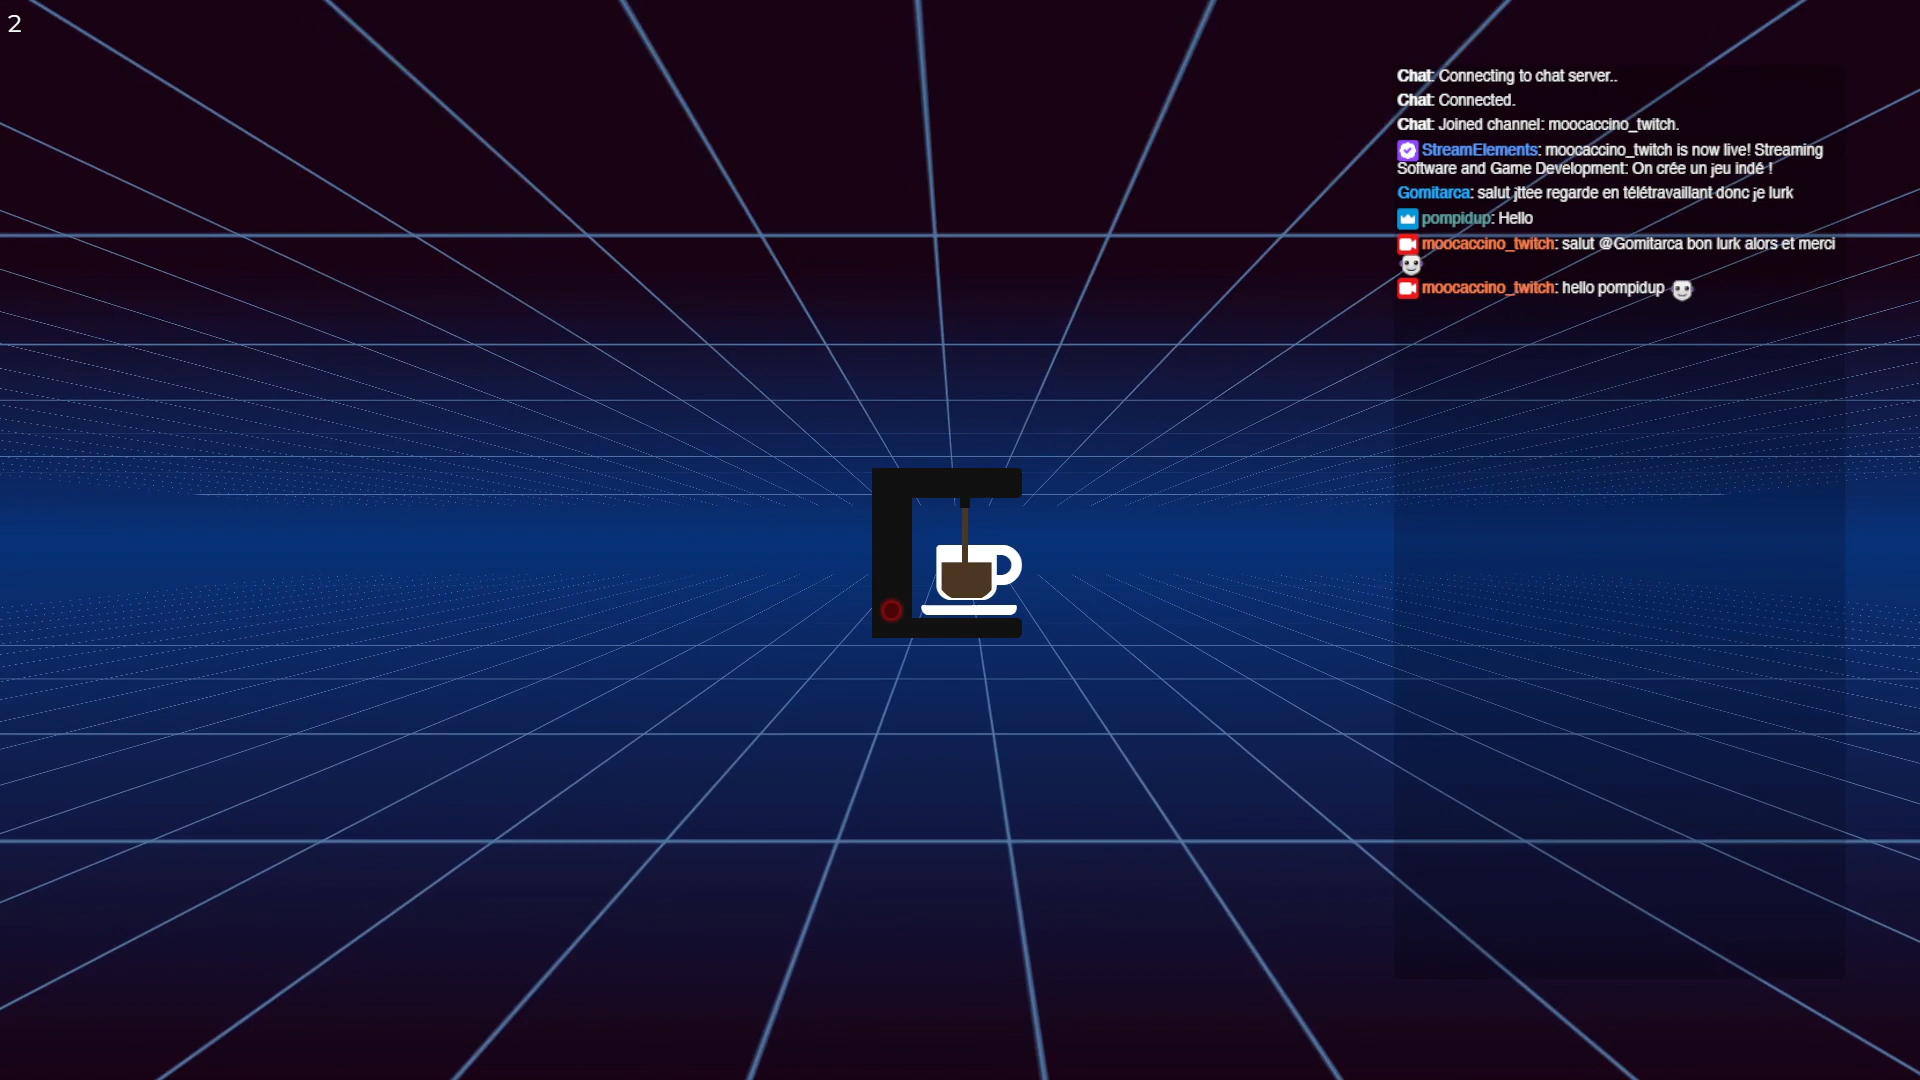 2
Chat: Connecting to chat server..
Chat: Connected.
Chat: Joined channel: moocaccino_twitch.
StreamElements: moocaccino_twitch is now live! Streaming
Software and Game Development: On crée un jeu indé !
Gomitarca: salut jttee regarde en télétravaillant donc je lurk
pompidup: Hello
moocaccino_twitch: salut @Gomitarca bon lurk alors et merci
moocaccino_twitch: hello pompidup